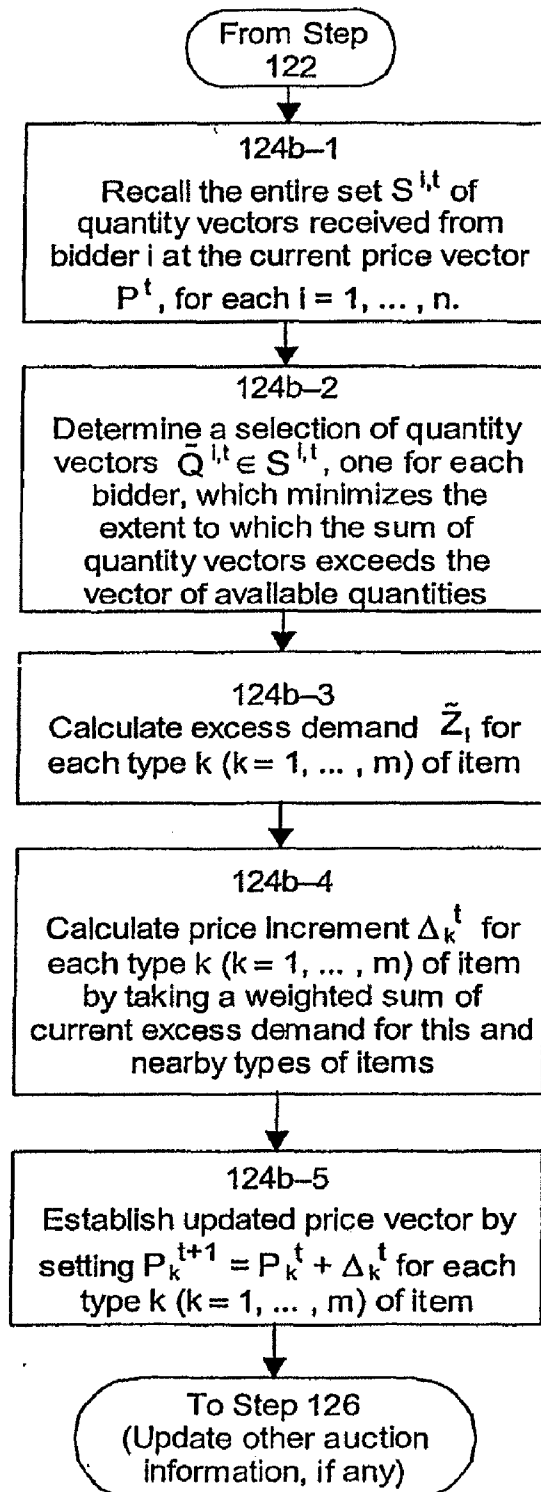 From Step
122
124b–1
Recall the entire set S^{i,t} of
quantity vectors received from
bidder i at the current price vector
P^t, for each i = 1, ... , n.
124b–2
Determine a selection of quantity
vectors Q̃^{i,t} ∈ S^{i,t}, one for each
bidder, which minimizes the
extent to which the sum of
quantity vectors exceeds the
vector of available quantities
124b–3
Calculate excess demand Z̃_l for
each type k (k = 1, ... , m) of item
124b–4
Calculate price increment Δ_k^t for
each type k (k = 1, ... , m) of item
by taking a weighted sum of
current excess demand for this and
nearby types of items
124b–5
Establish updated price vector by
setting P_k^{t+1} = P_k^t + Δ_k^t for each
type k (k = 1, ... , m) of item
To Step 126
(Update other auction
information, if any)